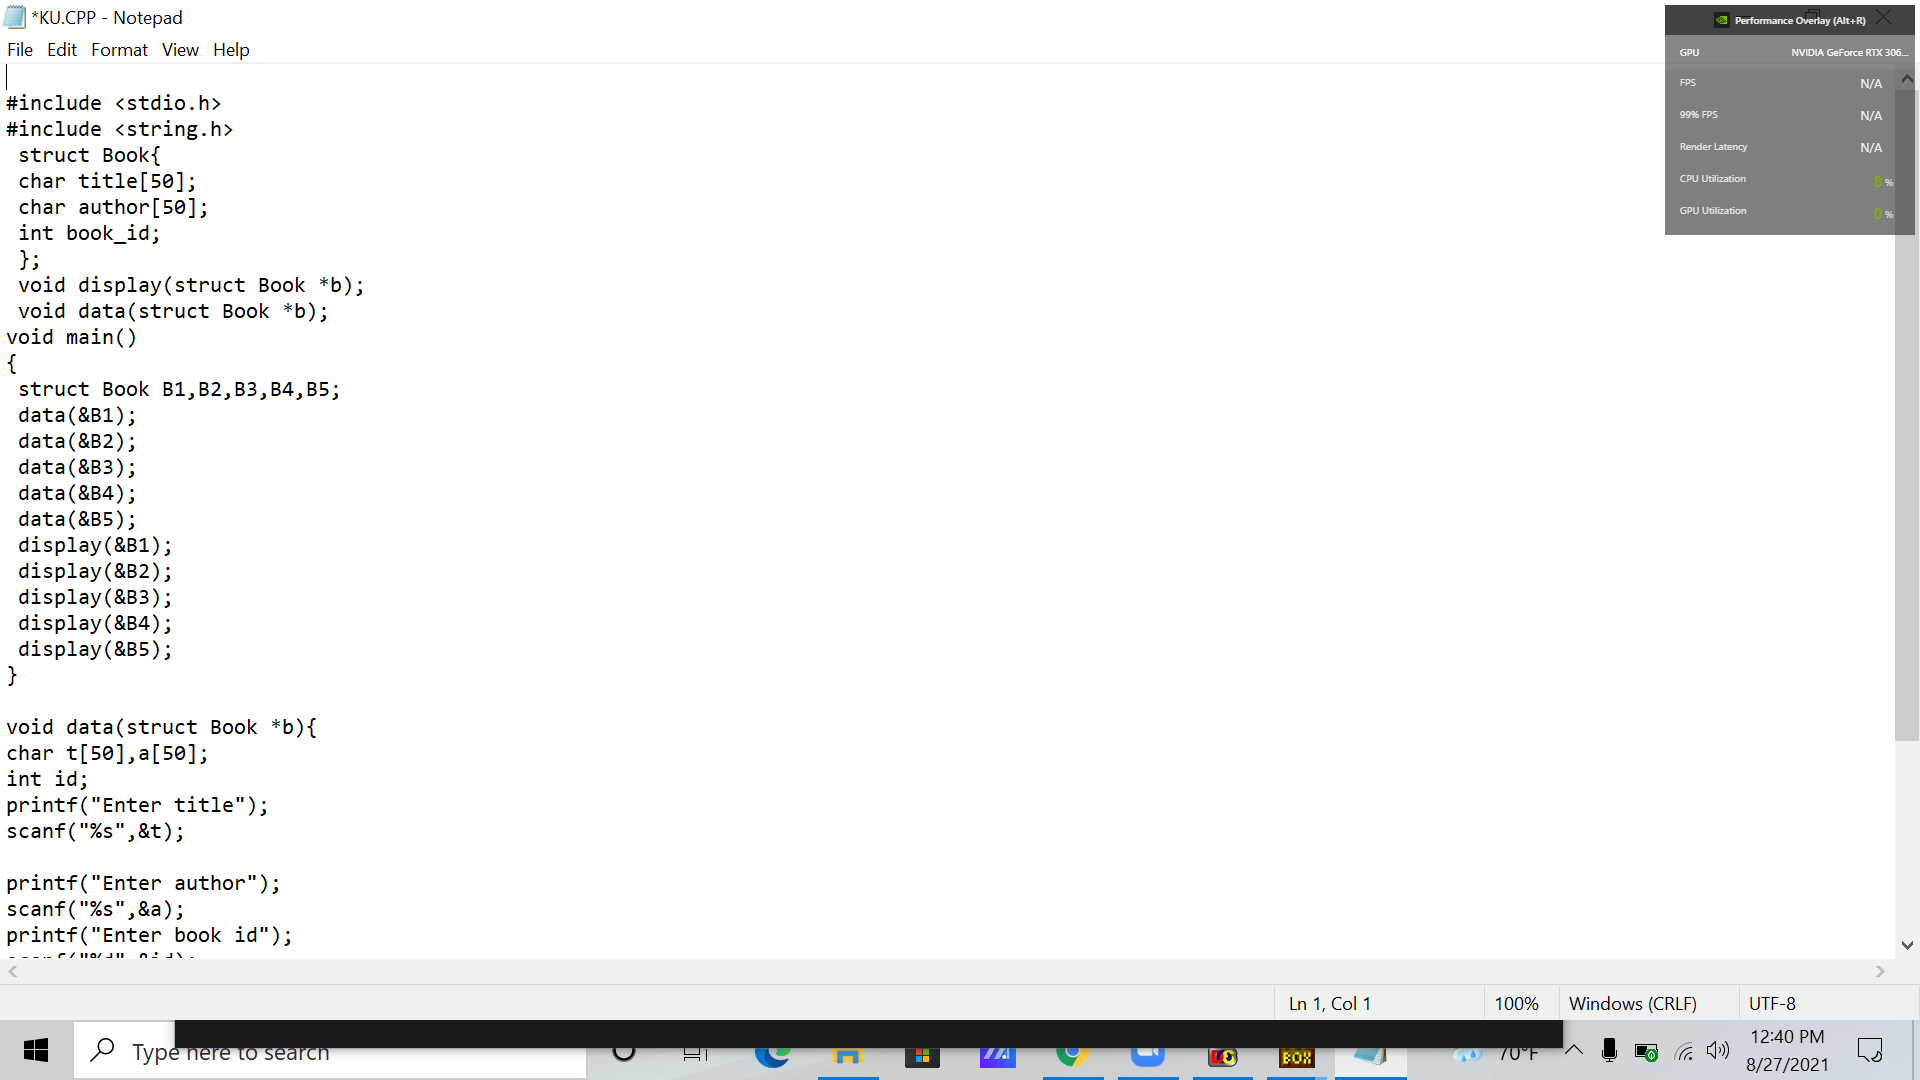 *KU.CPP - Notepad
File Edit Format View Help
#include <stdio.h>
#include <string.h>
struct Book{
char title[50];
char author[50];
int book_id;
};
void display(struct Book *b);
void data(struct Book *b);
void main()
{
struct Book B1,B2,B3,B4,B5;
data(&B1);
data(&B2);
data(&B3);
data(&B4);
data(&B5);
display(&B1);
display(&B2);
display(&B3);
display(&B4);
display(&B5);
}
void data(struct Book *b){
char t[50],a[50];
int id;
printf("Enter title");
scanf("%s",&t);
printf("Enter author");
scanf("%s",&a);
printf("Enter book id");
scanf("%d",&id);
Performance Overlay (Alt+R)
GPU NVIDIA GeForce RTX 306...
FPS N/A
99% FPS N/A
Render Latency N/A
CPU Utilization 8 %
GPU Utilization 0 %
Ln 1, Col 1 100% Windows (CRLF) UTF-8
Type here to search
BOX
70°F
12:40 PM
8/27/2021